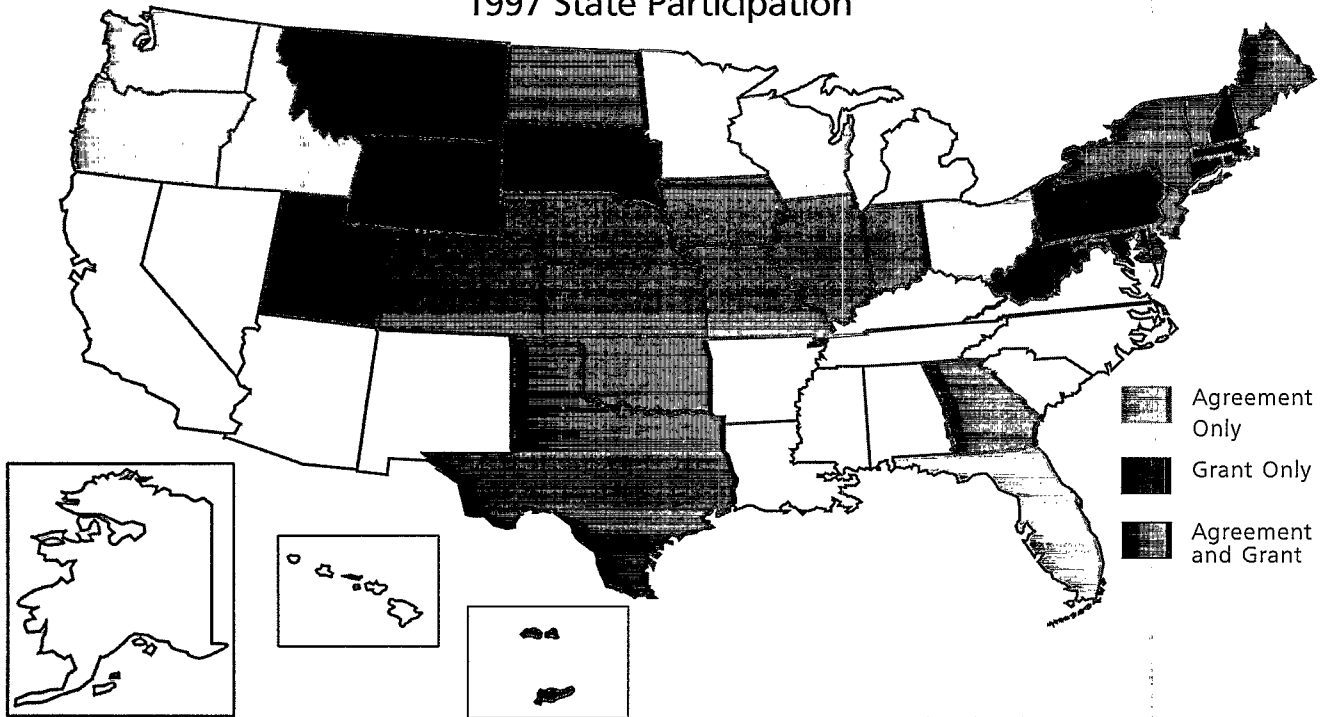 1997 State Participation
Agreement
Only
Grant Only
Agreement
and Grant